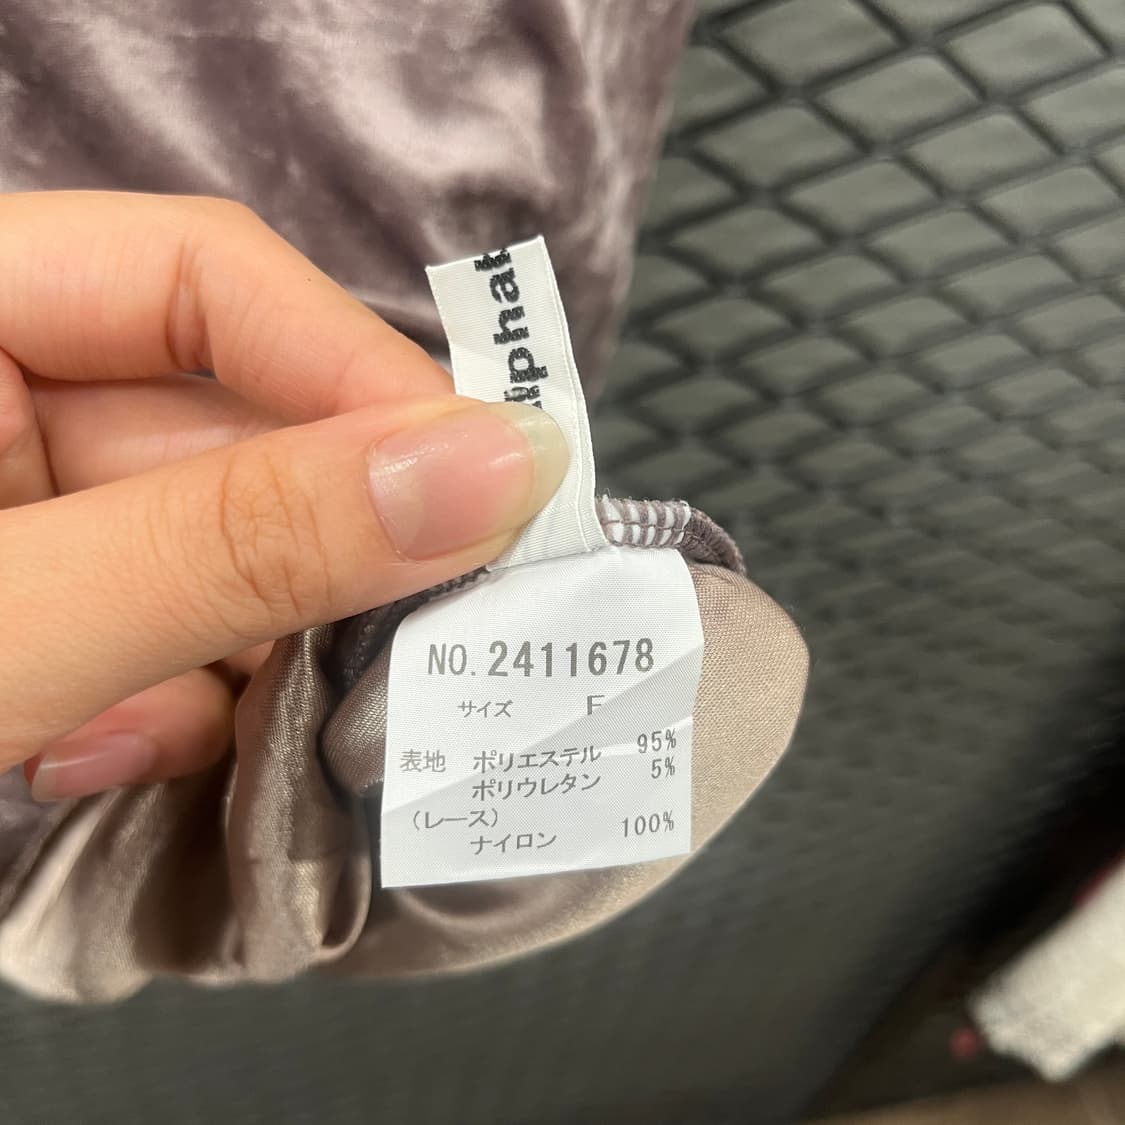 NO. 2411678
サイズ F
表地 ポリエステル 95%
ポリウレタン 5%
(レース)
ナイロン 100%